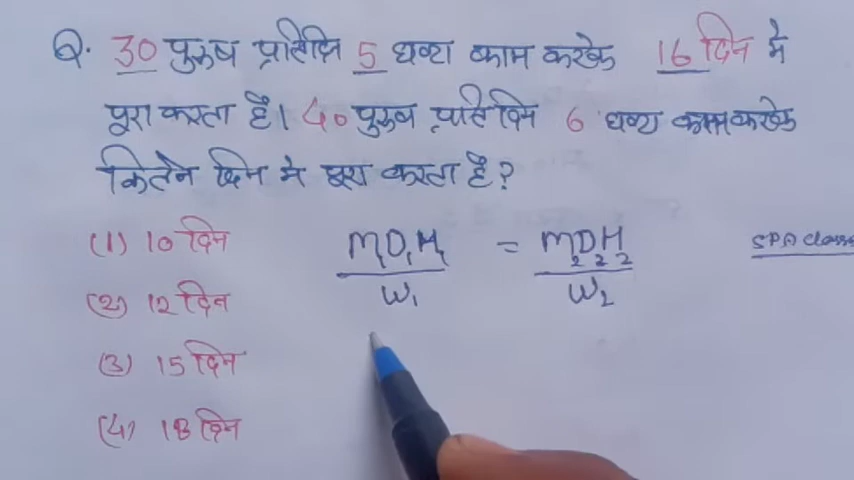 Q. 30 पुरुष प्रतिदिन 5 घण्टा काम करके 16 दिन मे
पुरा करता है। 40 पुरुष प्रतिदिन 6 घण्टा काम करके
कितने दिन मे पुरा करता है?
(1) 10 दिन
(2) 12 दिन
(3) 15 दिन
(4) 18 दिन
M₁D₁H₁ / W₁ = M₂D₂H₂ / W₂
SPA Classe